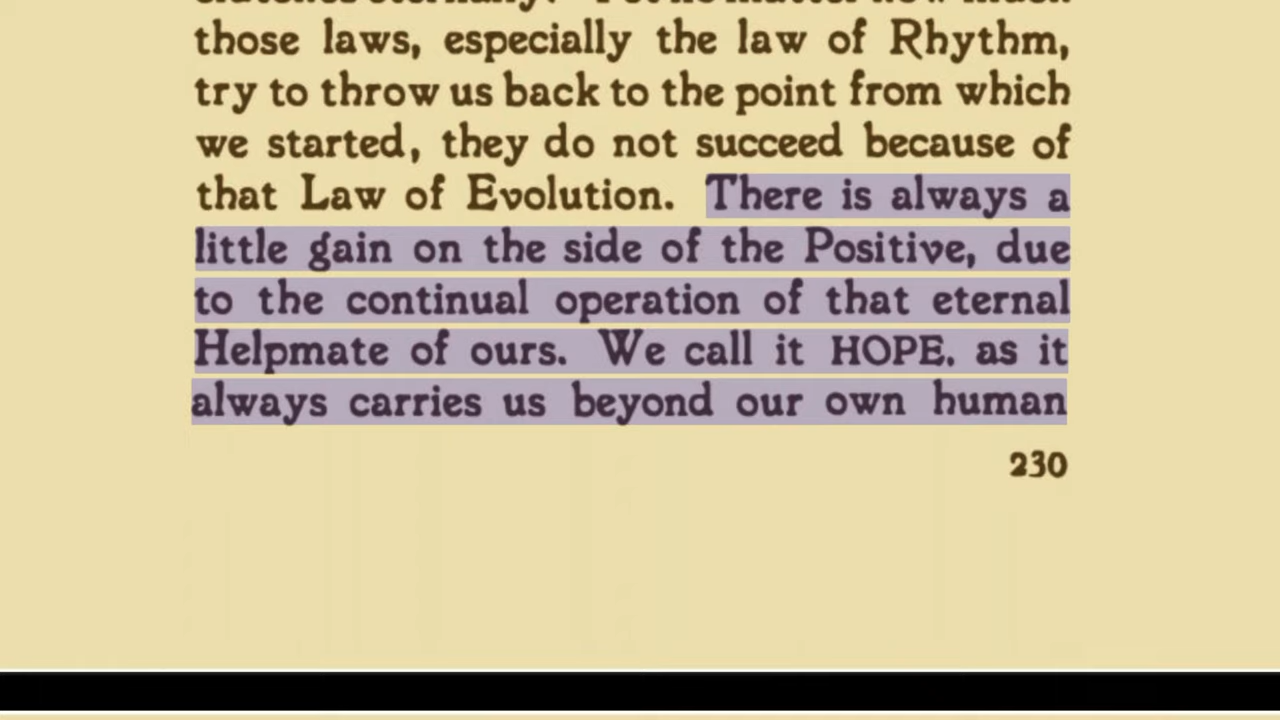 those laws, especially the law of Rhythm,
try to throw us back to the point from which
we started, they do not succeed because of
that Law of Evolution. There is always a
little gain on the side of the Positive, due
to the continual operation of that eternal
Helpmate of ours. We call it HOPE, as it
always carries us beyond our own human
230